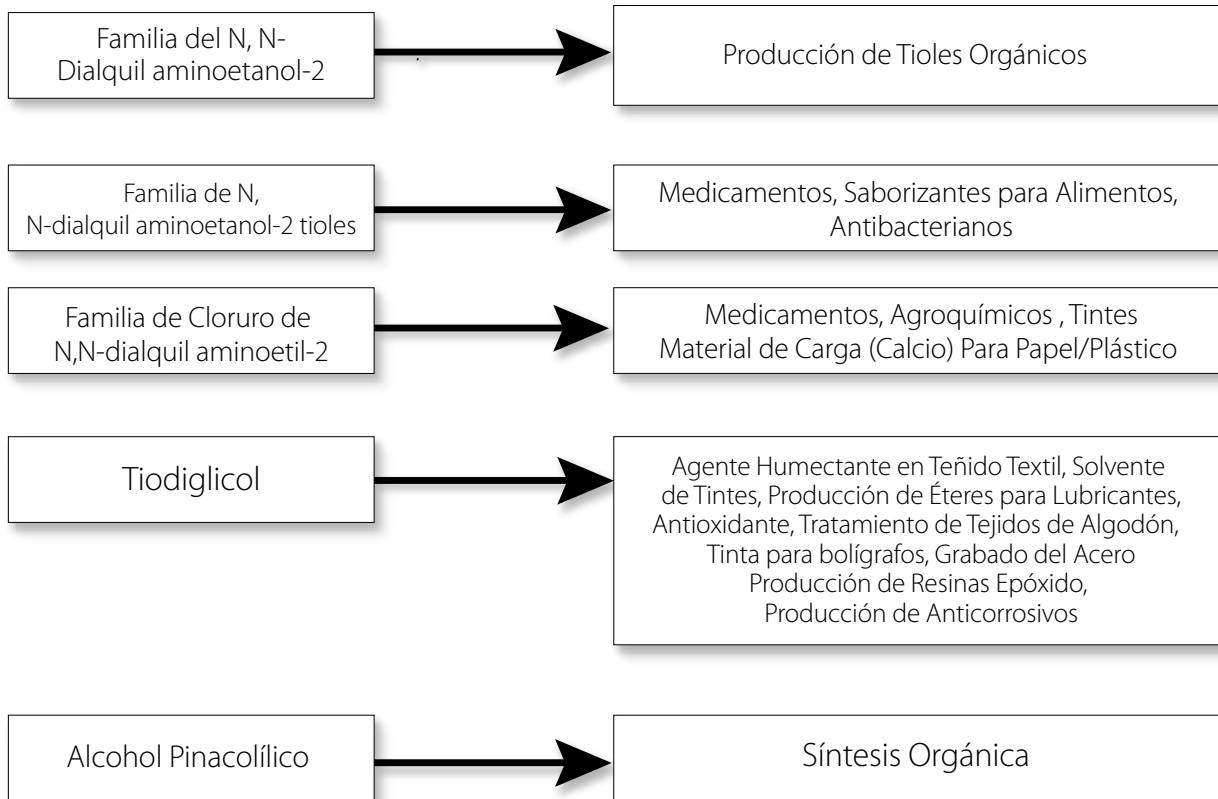 Familia del N, N-
Dialquil aminoetanol-2
Producción de Tioles Orgánicos
Familia de N,
N-dialquil aminoetanol-2 tioles
Medicamentos, Saborizantes para Alimentos,
Antibacterianos
Familia de Cloruro de
N,N-dialquil aminoetil-2
Medicamentos, Agroquímicos , Tintes
Material de Carga (Calcio) Para Papel/Plástico
Tiodiglicol
Agente Humectante en Teñido Textil, Solvente
de Tintes, Producción de Éteres para Lubricantes,
Antioxidante, Tratamiento de Tejidos de Algodón,
Tinta para bolígrafos, Grabado del Acero
Producción de Resinas Epóxido,
Producción de Anticorrosivos
Alcohol Pinacolílico
Síntesis Orgánica